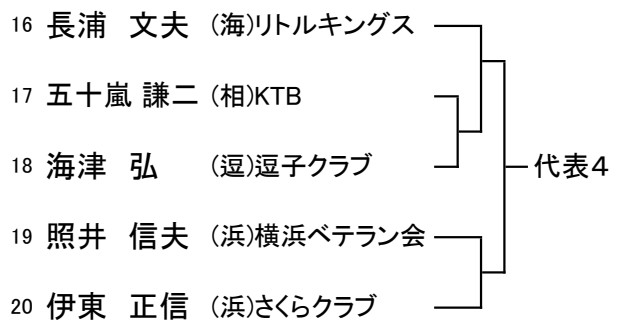 16 長浦 文夫 (海)リトルキングス
17 五十嵐 謙二 (相)KTB
18 海津 弘 (逗)逗子クラブ
代表4
19 照井 信夫 (浜)横浜ベテラン会
20 伊東 正信 (浜)さくらクラブ